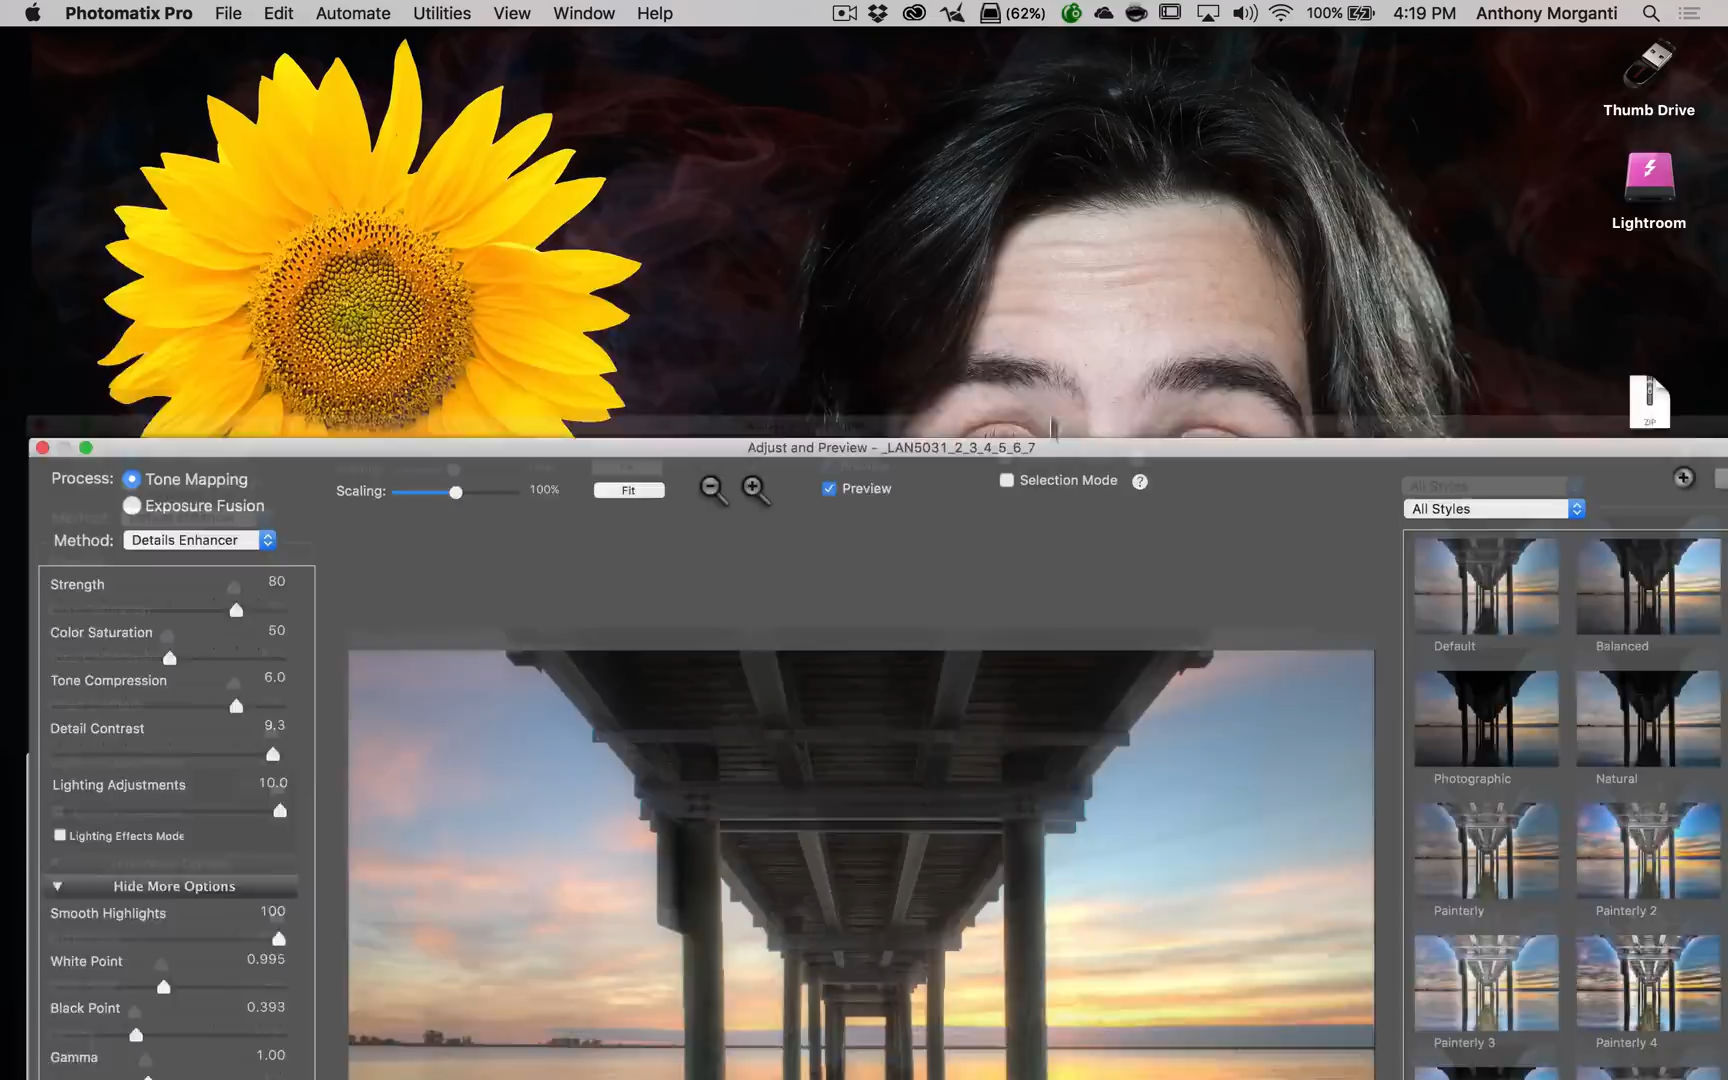 Photomatix Pro File Edit Automate Utilities View Window Help (62%) 100% 4:19 PM Anthony Morganti
Thumb Drive
Lightroom
ZIP
Adjust and Preview - _LAN5031_2_3_4_5_6_7
Process: Tone Mapping
Exposure Fusion
Scaling: 100% Fit Preview
Selection Mode ?
All Styles
Method: Details Enhancer
Strength 80
Color Saturation 50
Tone Compression 6.0
Detail Contrast 9.3
Lighting Adjustments 10.0
Lighting Effects Mode
Hide More Options
Smooth Highlights 100
White Point 0.995
Black Point 0.393
Gamma 1.00
Default Balanced
Photographic Natural
Painterly Painterly 2
Painterly 3 Painterly 4